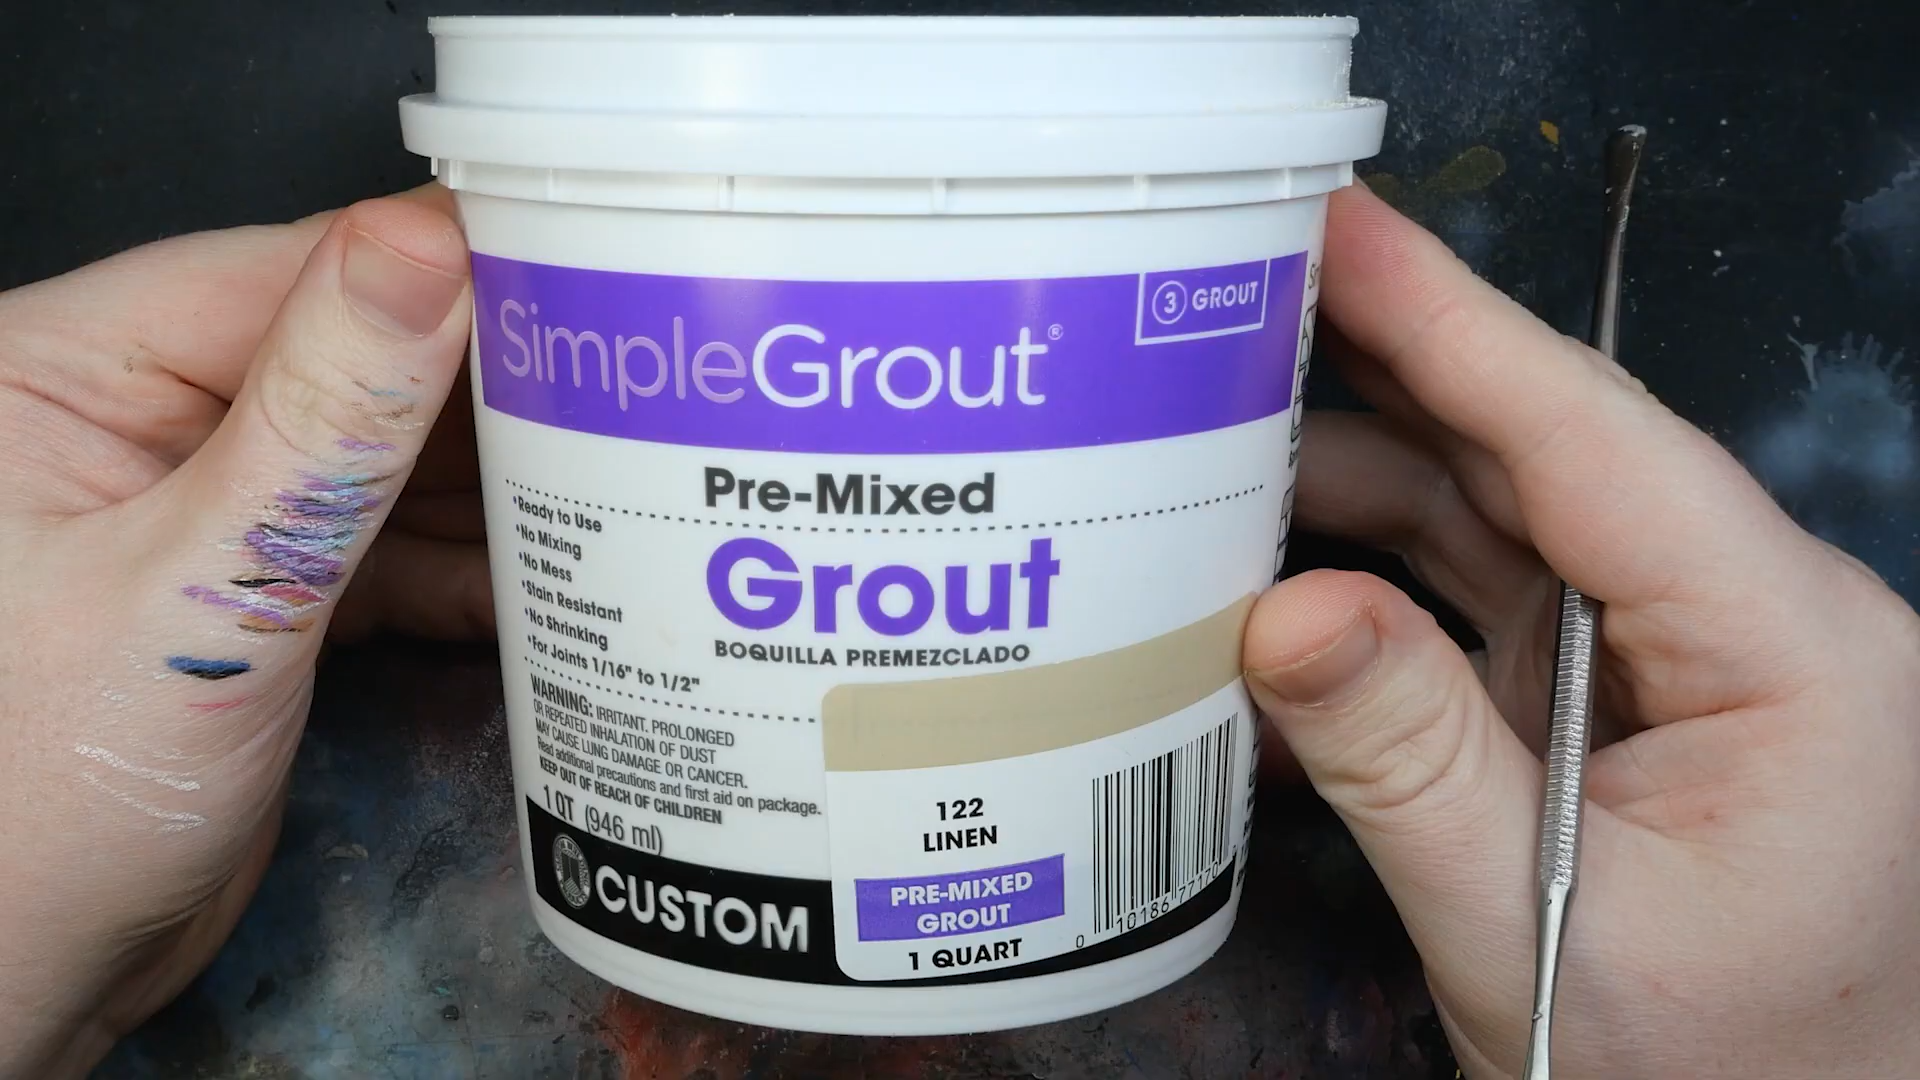 SimpleGrout®
3 GROUT
Pre-Mixed
Grout
BOQUILLA PREMEZCLADO
•Ready to Use
•No Mixing
•No Mess
•Stain Resistant
•No Shrinking
•For Joints 1/16" to 1/2"
WARNING: IRRITANT. PROLONGED
OR REPEATED INHALATION OF DUST
MAY CAUSE LUNG DAMAGE OR CANCER.
Read additional precautions and first aid on package.
KEEP OUT OF REACH OF CHILDREN
1 QT (946 ml)
CUSTOM
122
LINEN
PRE-MIXED
GROUT
1 QUART
0 10186 77170